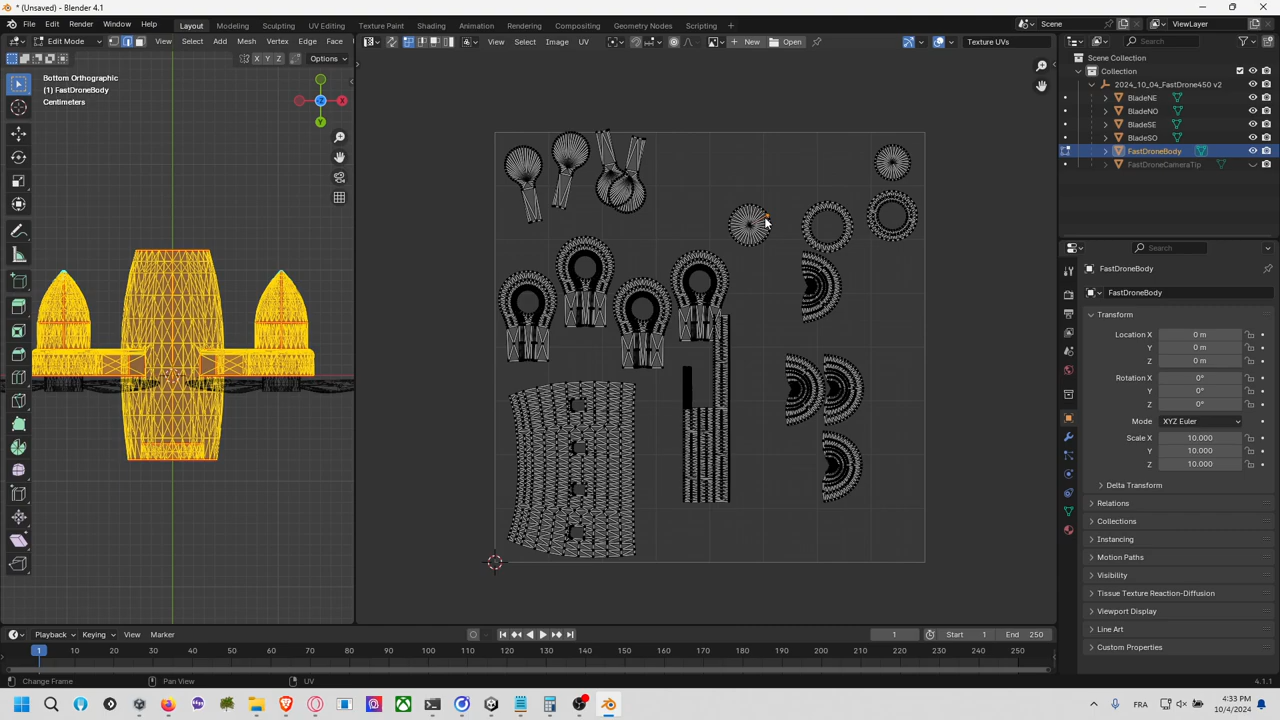 * (Unsaved) - Blender 4.1
File Edit Render Window Help Layout Modeling Sculpting UV Editing Texture Paint Shading Animation Rendering Compositing Geometry Nodes Scripting + Scene ViewLayer
Edit Mode View Select Add Mesh Vertex Edge Face View Select Image UV New Open Texture UVs Search
X Y Z Options
Bottom Orthographic
(1) FastDroneBody
Centimeters
X
Z
Y
Scene Collection
Collection
2024_10_04_FastDrone450 v2
BladeNE
BladeNO
BladeSE
BladeSO
FastDroneBody
FastDroneCameraTip
Search
FastDroneBody
FastDroneBody
Transform
Location X 0 m
Y 0 m
Z 0 m
Rotation X 0°
Y 0°
Z 0°
Mode XYZ Euler
Scale X 10.000
Y 10.000
Z 10.000
Delta Transform
Relations
Collections
Instancing
Motion Paths
Visibility
Tissue Texture Reaction-Diffusion
Viewport Display
Line Art
Custom Properties
Playback Keying View Marker 1 Start 1 End 250
1 10 20 30 40 50 60 70 80 90 100 110 120 130 140 150 160 170 180 190 200 210 220 230 240 250
Change Frame Pan View UV 4.1.1
FRA 4:33 PM
10/4/2024